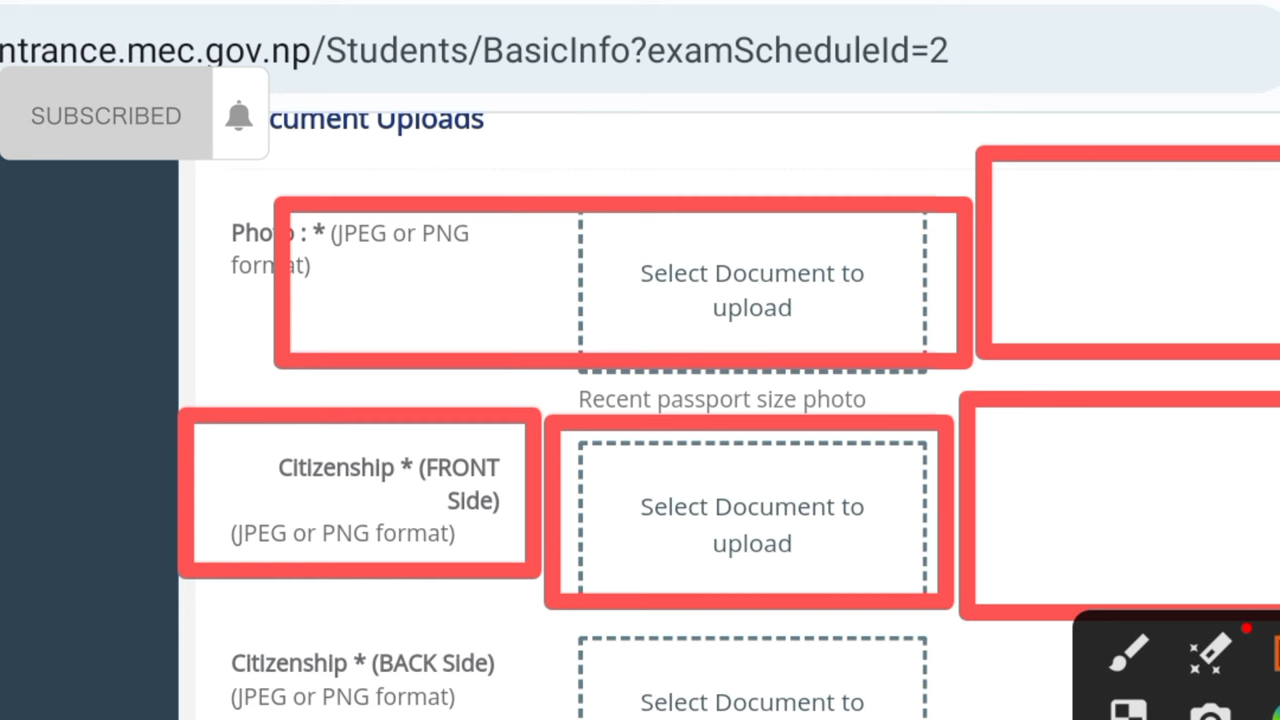 ntrance.mec.gov.np/Students/BasicInfo?examScheduleId=2
SUBSCRIBED
cument Uploads
Photo : * (JPEG or PNG
format)
Select Document to
upload
Recent passport size photo
Citizenship * (FRONT
Side)
(JPEG or PNG format)
Select Document to
upload
Citizenship * (BACK Side)
(JPEG or PNG format)
Select Document to